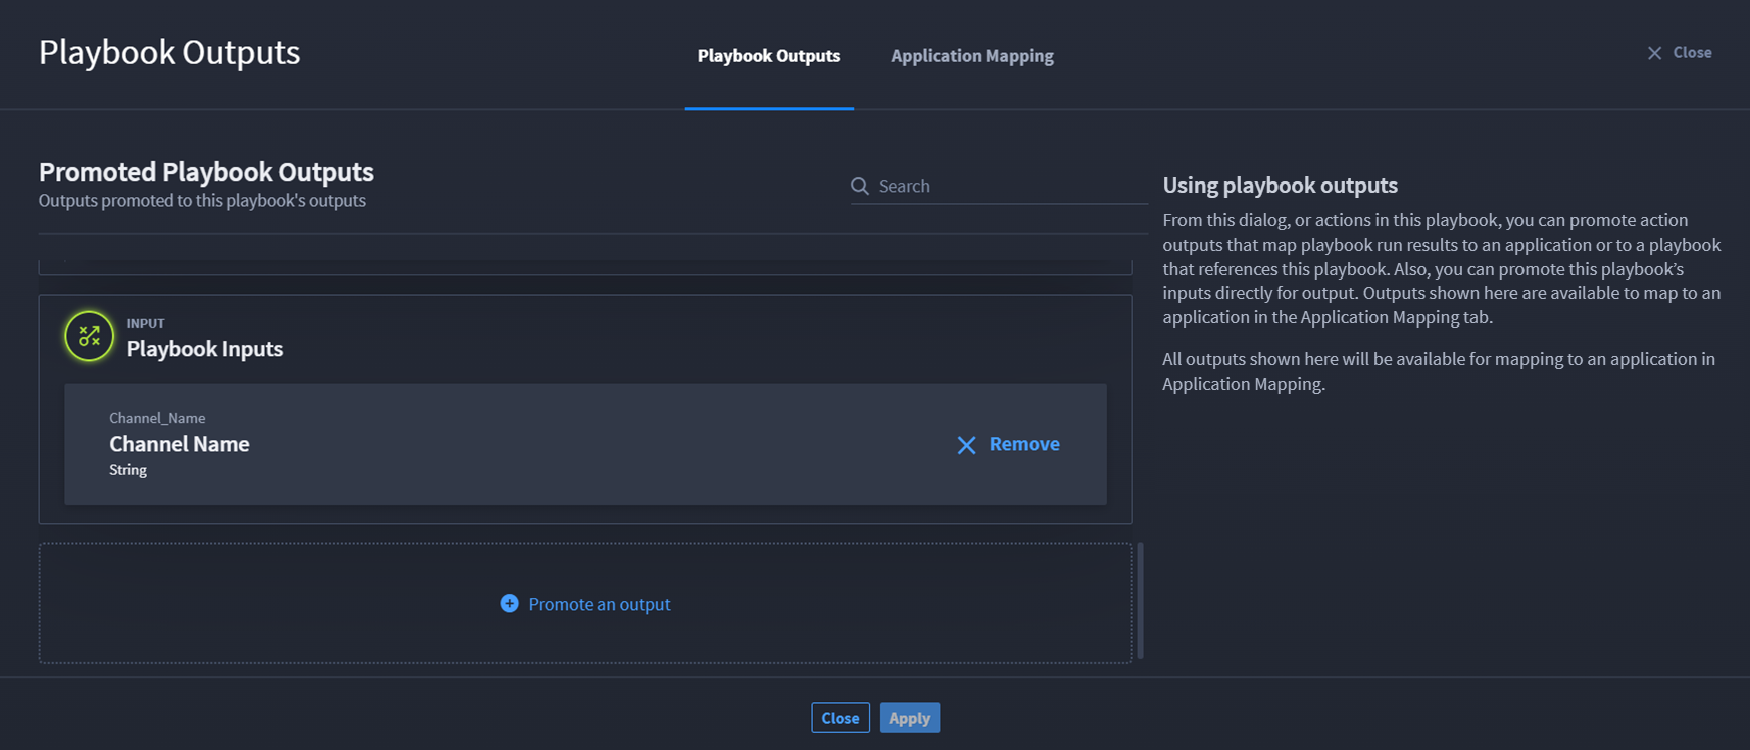 Playbook Outputs
Playbook Outputs
Application Mapping
Close
Promoted Playbook Outputs
Outputs promoted to this playbook's outputs
Search
Using playbook outputs
From this dialog, or actions in this playbook, you can promote action
outputs that map playbook run results to an application or to a playbook
that references this playbook. Also, you can promote this playbook’s
inputs directly for output. Outputs shown here are available to map to an
application in the Application Mapping tab.
All outputs shown here will be available for mapping to an application in
Application Mapping.
INPUT
Playbook Inputs
Channel_Name
Channel Name
String
Remove
Promote an output
Close
Apply